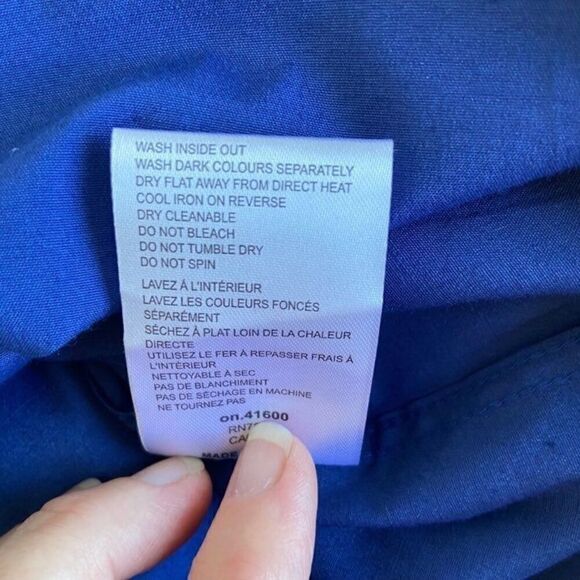 WASH INSIDE OUT
WASH DARK COLOURS SEPARATELY
DRY FLAT AWAY FROM DIRECT HEAT
COOL IRON ON REVERSE
DRY CLEANABLE
DO NOT BLEACH
DO NOT TUMBLE DRY
DO NOT SPIN
LAVEZ À L'INTÉRIEUR
LAVEZ LES COULEURS FONCÉS
SÉPARÉMENT
SÉCHEZ À PLAT LOIN DE LA CHALEUR
DIRECTE
UTILISEZ LE FER À REPASSER FRAIS À
L'INTÉRIEUR
NETTOYABLE À SEC
PAS DE BLANCHIMENT
PAS DE SÉCHAGE EN MACHINE
NE TOURNEZ PAS
on.41600
MADE